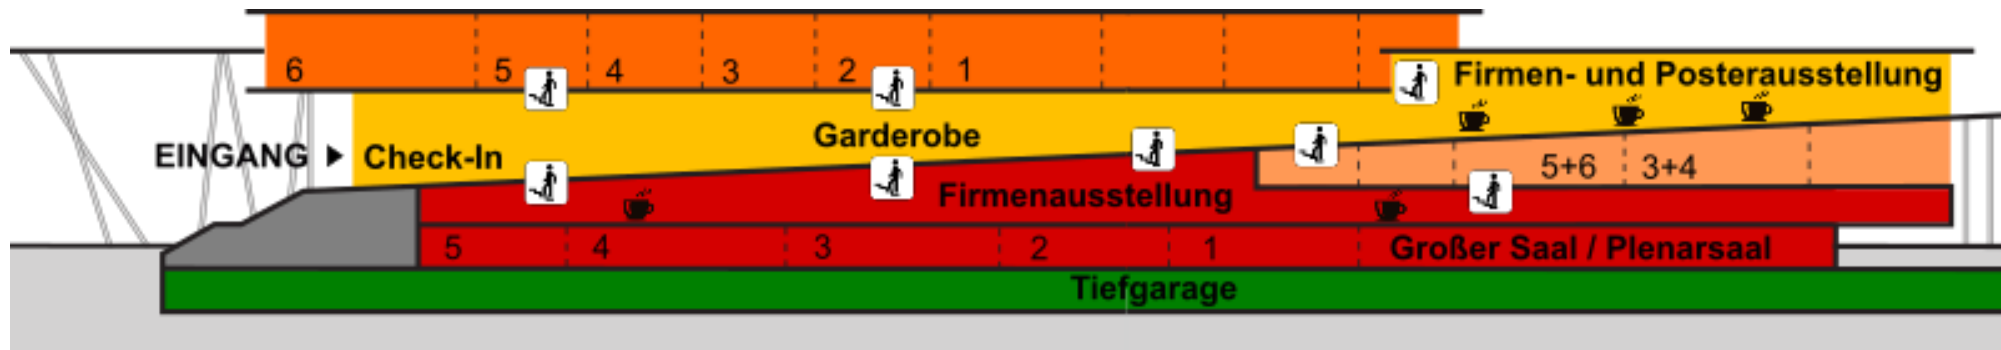 6 5 4 3 2 1
Firmen- und Posterausstellung
Garderobe
EINGANG Check-In
5+6 3+4
Firmenausstellung
5 4 3 2 1 Großer Saal / Plenarsaal
Tiefgarage